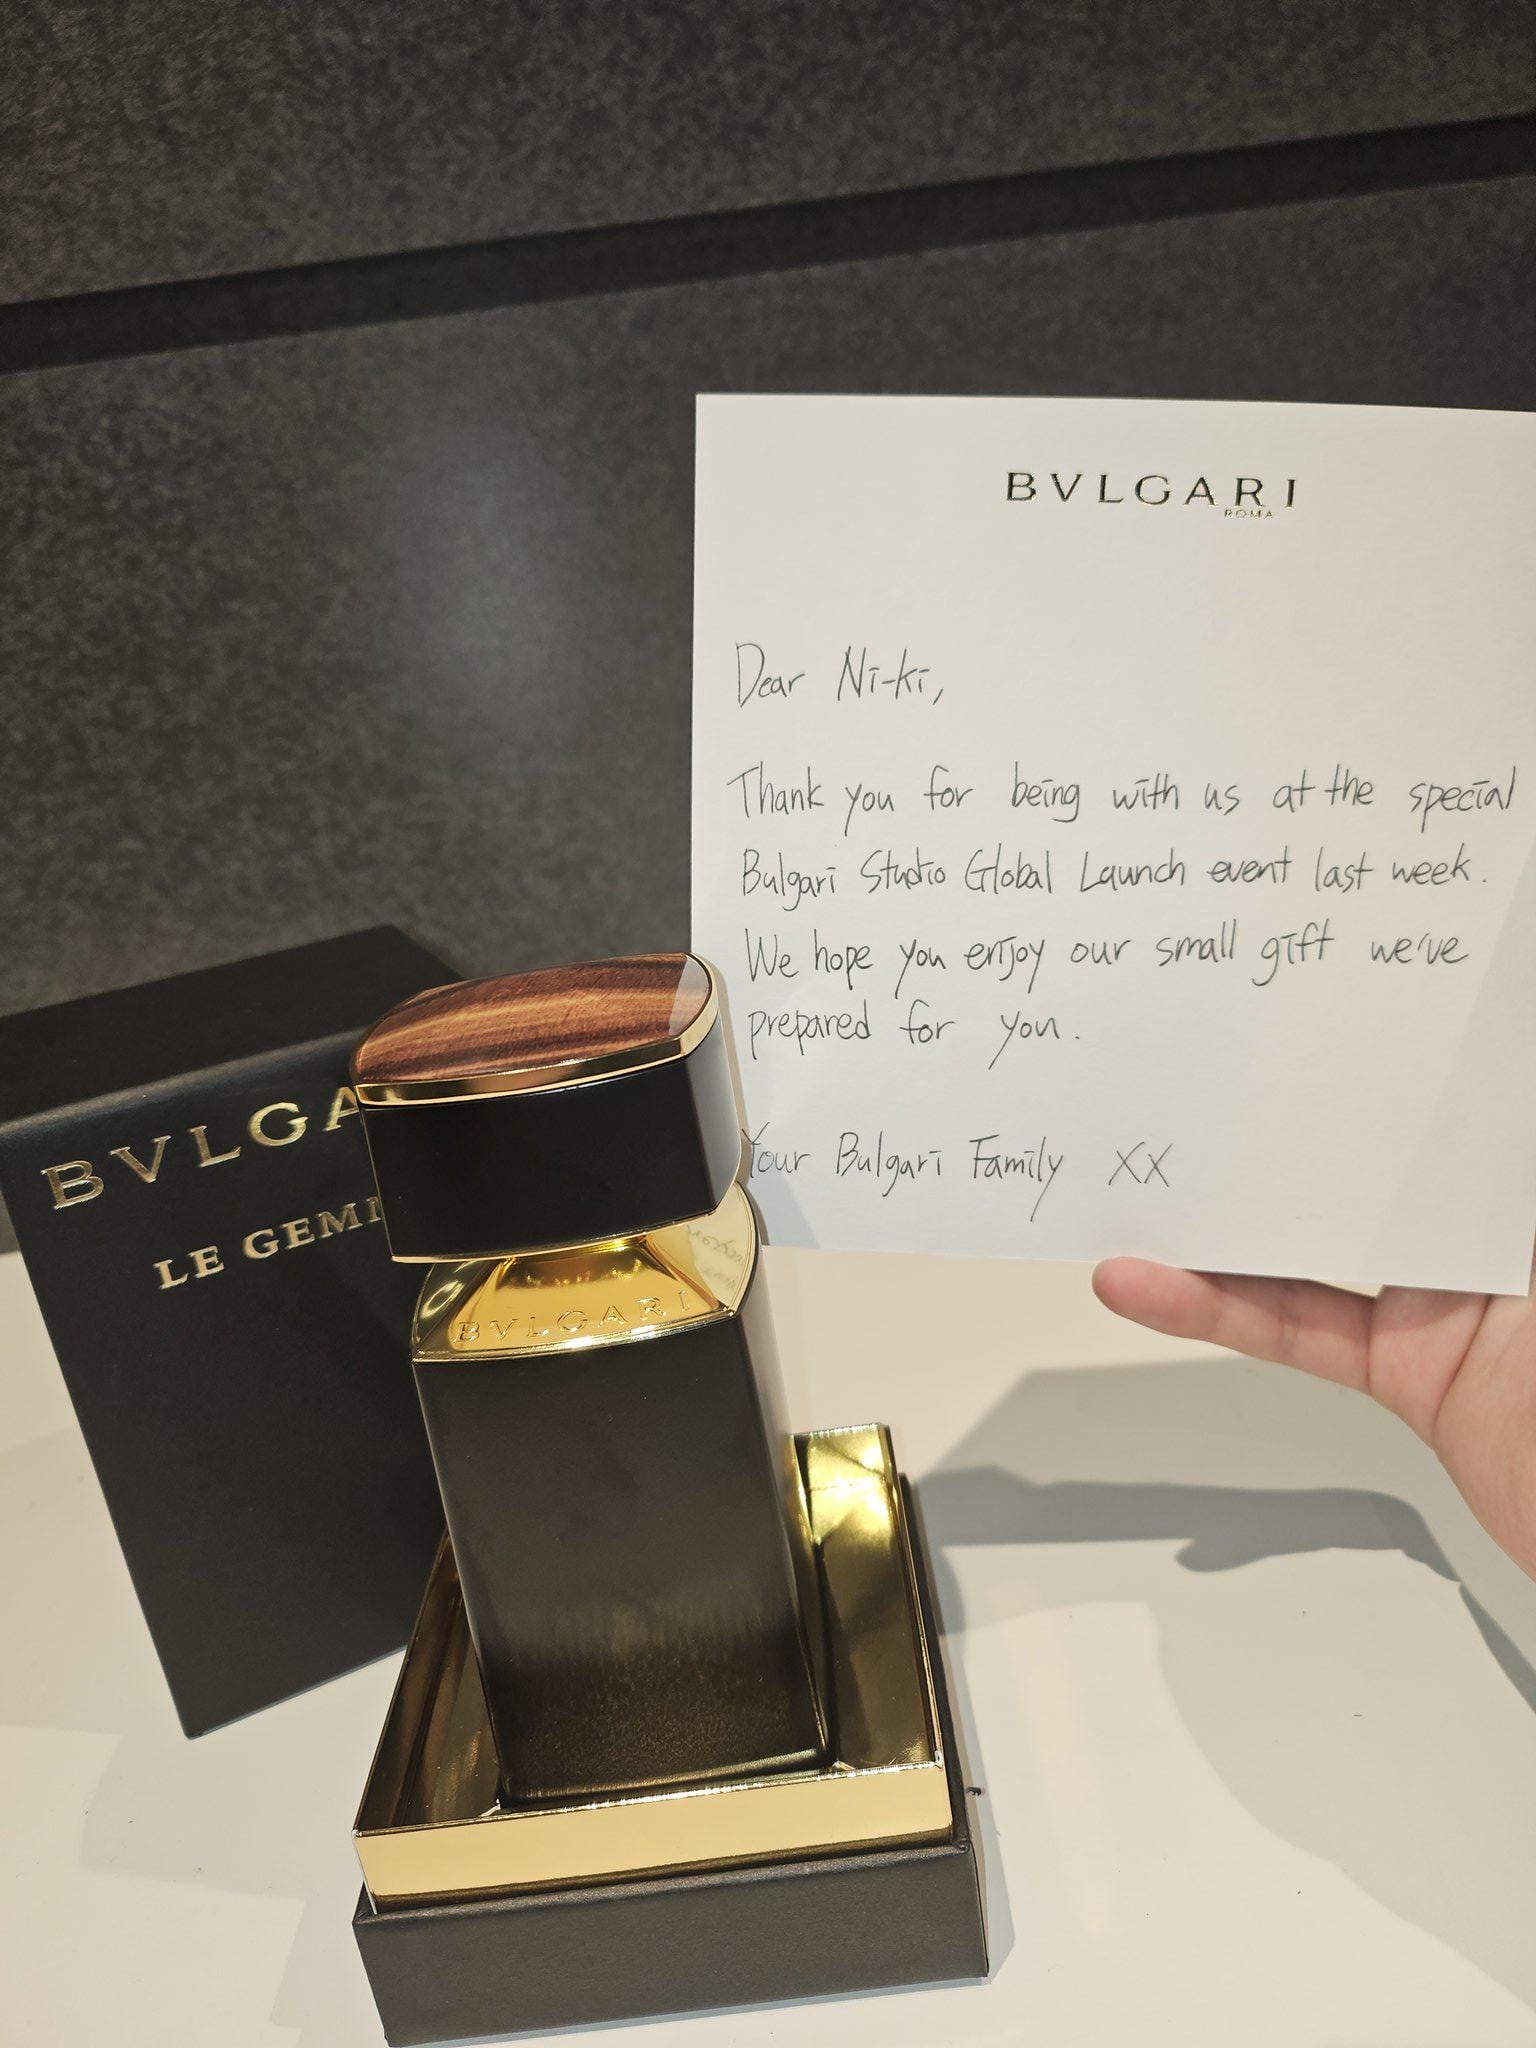 BVLGARI
ROMA
Dear Ni-ki,
Thank you for being with us at the special
Bulgari Studio Global Launch event last week.
We hope you enjoy our small gift we've
prepared for you.
Your Bulgari Family XX
BVLGA
LE GEM
BVLGARI